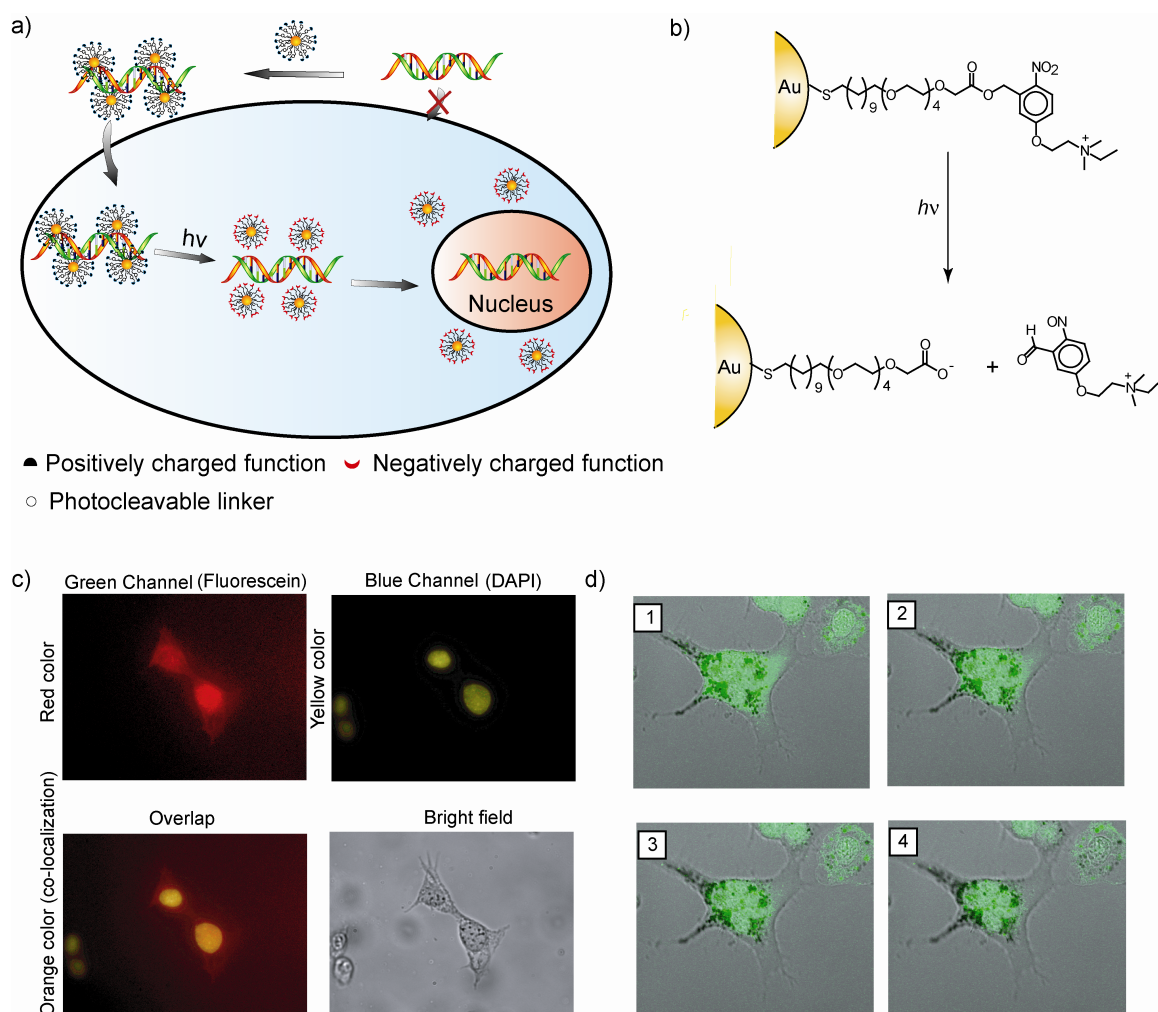 a)
hv
Nucleus
Positively charged function
Negatively charged function
Photocleavable linker
b)
Au
S
9
O
4
O
O
O
NO2
O
N
+
hν
Au
S
9
O
4
O
O
O-
+
H
O
ON
O
N
+
c)
Green Channel (Fluorescein)
Blue Channel (DAPI)
Red color
Yellow color
Overlap
Bright field
Orange color (co-localization)
d)
1
2
3
4